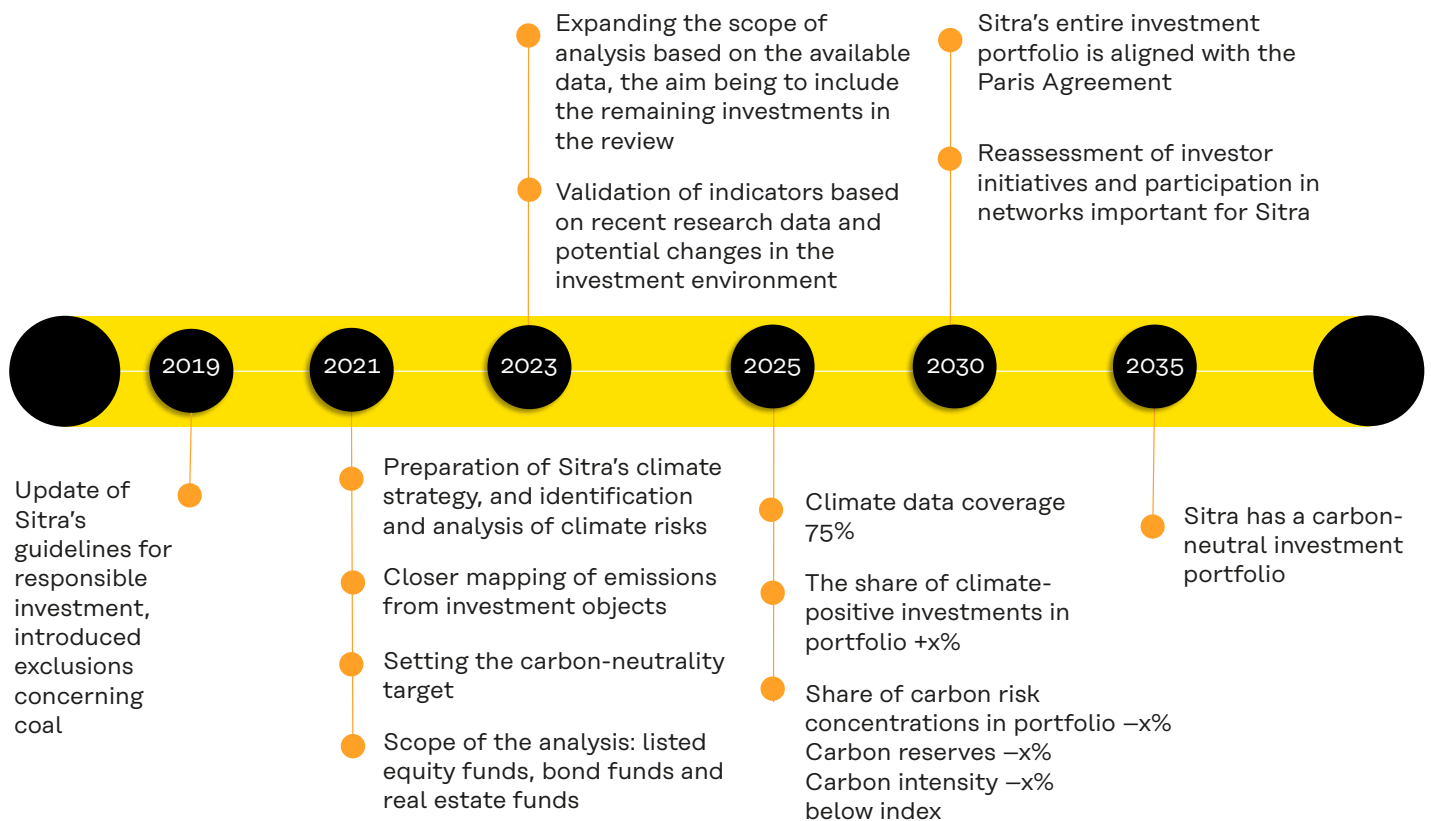 Expanding the scope of
analysis based on the available
data, the aim being to include
the remaining investments in
the review
Validation of indicators based
on recent research data and
potential changes in the
investment environment
Sitra’s entire investment
portfolio is aligned with the
Paris Agreement
Reassessment of investor
initiatives and participation in
networks important for Sitra
2019
2021
2023
2025
2030
2035
Update of
Sitra’s
guidelines for
responsible
investment,
introduced
exclusions
concerning
coal
Preparation of Sitra’s climate
strategy, and identification
and analysis of climate risks
Closer mapping of emissions
from investment objects
Setting the carbon-neutrality
target
Scope of the analysis: listed
equity funds, bond funds and
real estate funds
Climate data coverage
75%
The share of climate-
positive investments in
portfolio +x%
Share of carbon risk
concentrations in portfolio –x%
Carbon reserves –x%
Carbon intensity –x%
below index
Sitra has a carbon-
neutral investment
portfolio